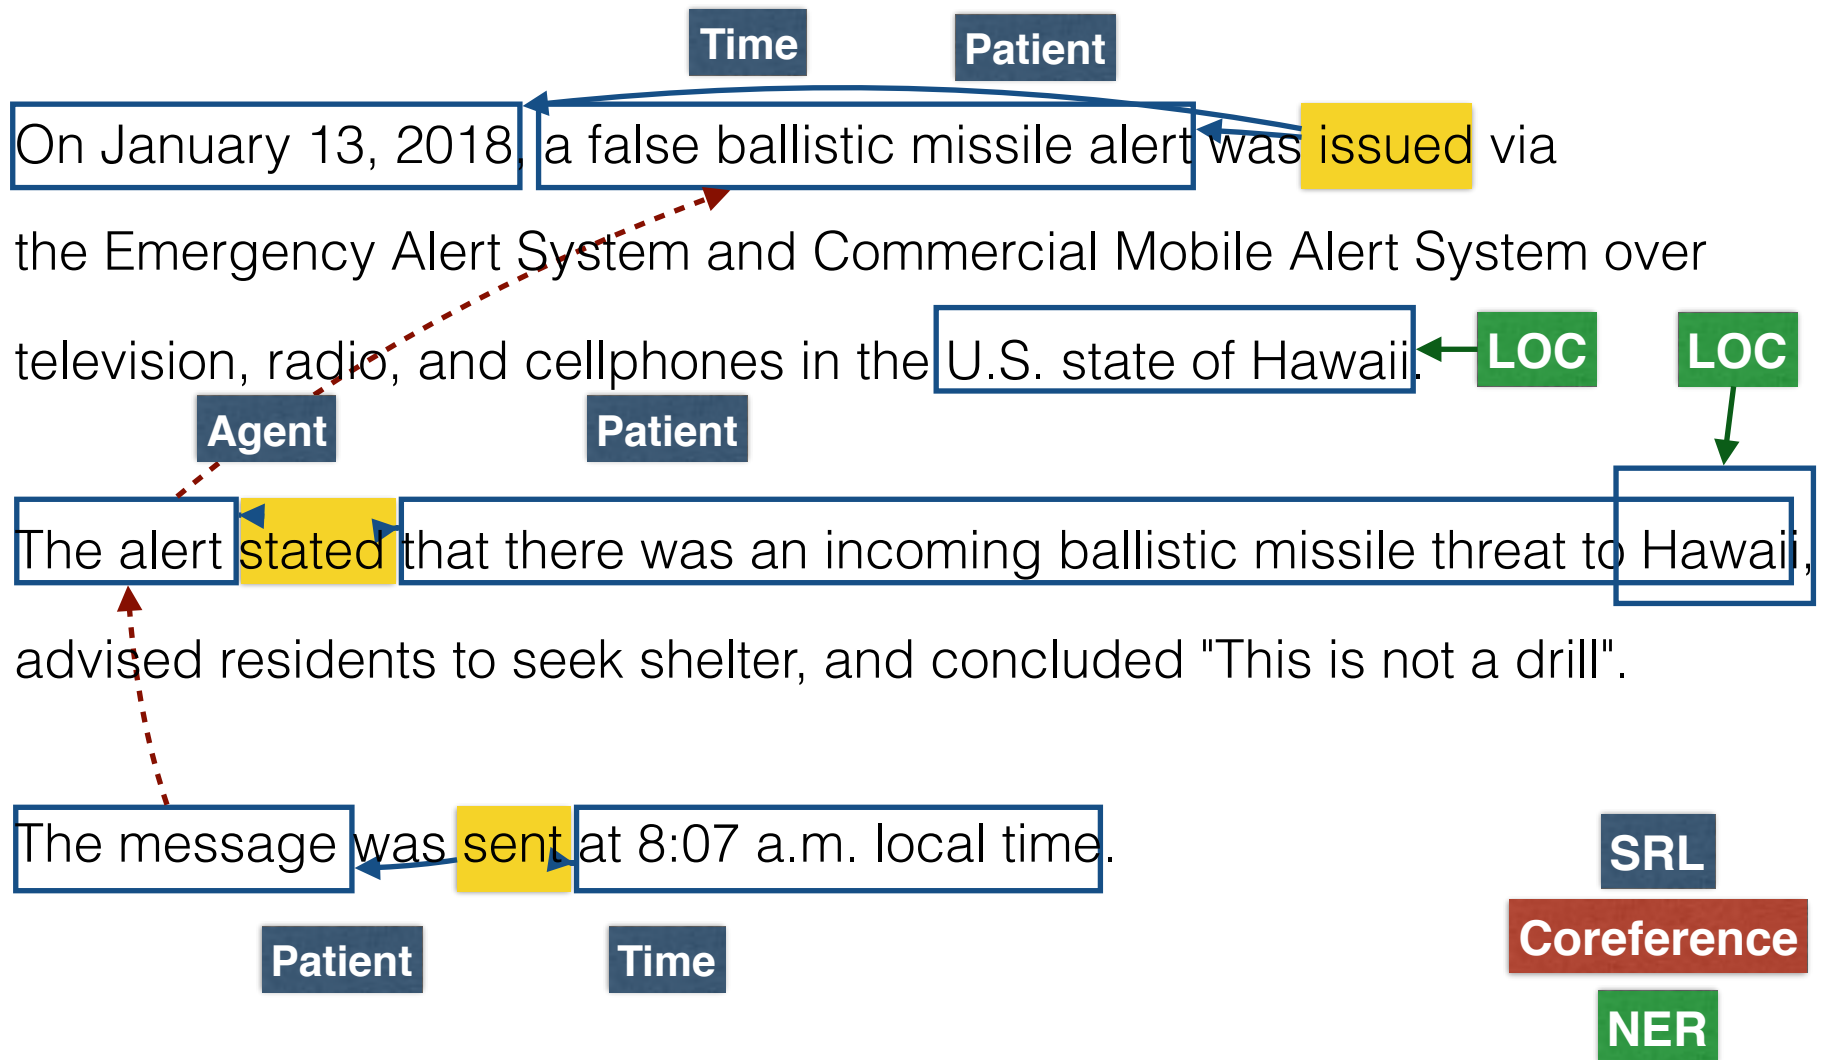 Time Patient
On January 13, 2018, a false ballistic missile alert was issued via
the Emergency Alert System and Commercial Mobile Alert System over
television, radio, and cellphones in the U.S. state of Hawaii. LOC LOC
Agent Patient
The alert stated that there was an incoming ballistic missile threat to Hawaii,
advised residents to seek shelter, and concluded "This is not a drill".
The message was sent at 8:07 a.m. local time.
SRL
Coreference
Patient Time
NER